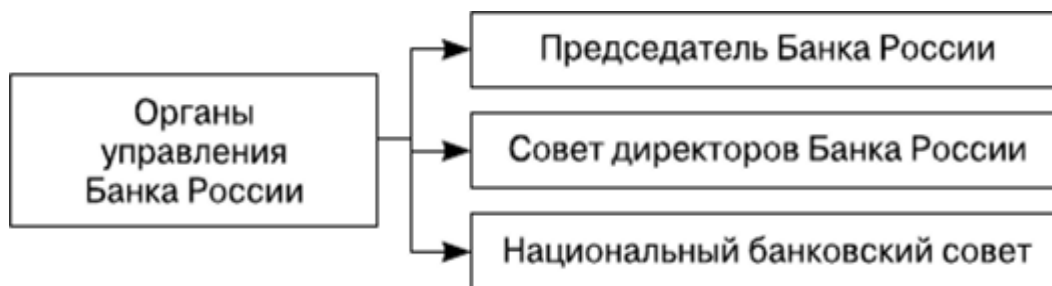 Органы
управления
Банка России
Председатель Банка России
Совет директоров Банка России
Национальный банковский совет